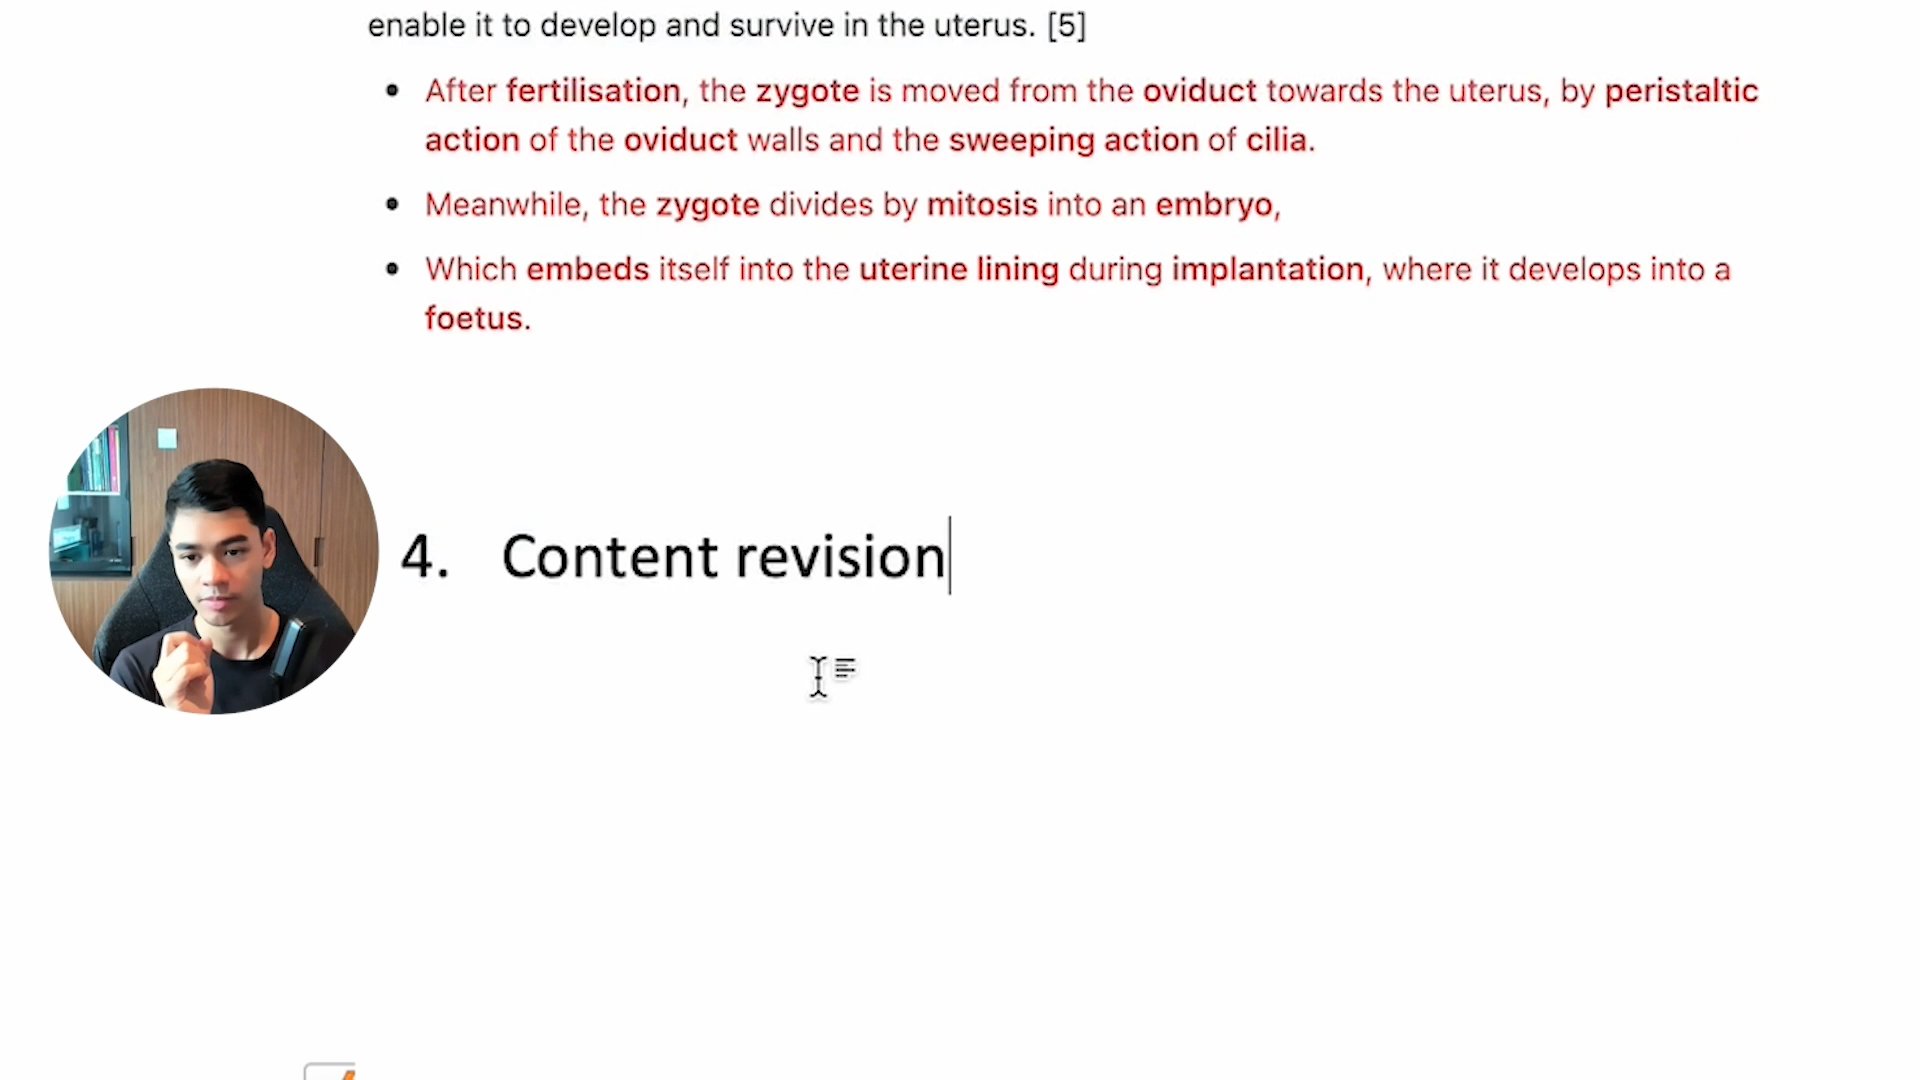 enable it to develop and survive in the uterus. [5]
• After fertilisation, the zygote is moved from the oviduct towards the uterus, by peristaltic
action of the oviduct walls and the sweeping action of cilia.
• Meanwhile, the zygote divides by mitosis into an embryo,
• Which embeds itself into the uterine lining during implantation, where it develops into a
foetus.
4. Content revision